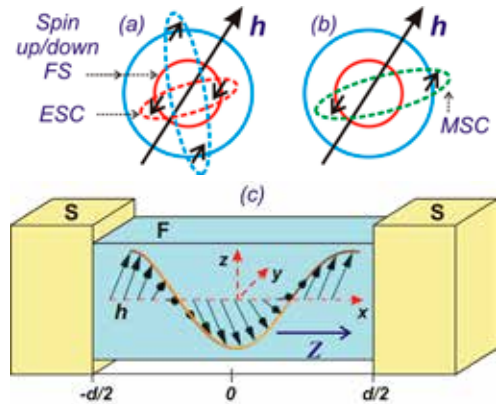 Spin
up/down
FS
ESC
(a)
h
(b)
h
MSC
(c)
S
F
S
z
y
x
h
Z
-d/2
0
d/2